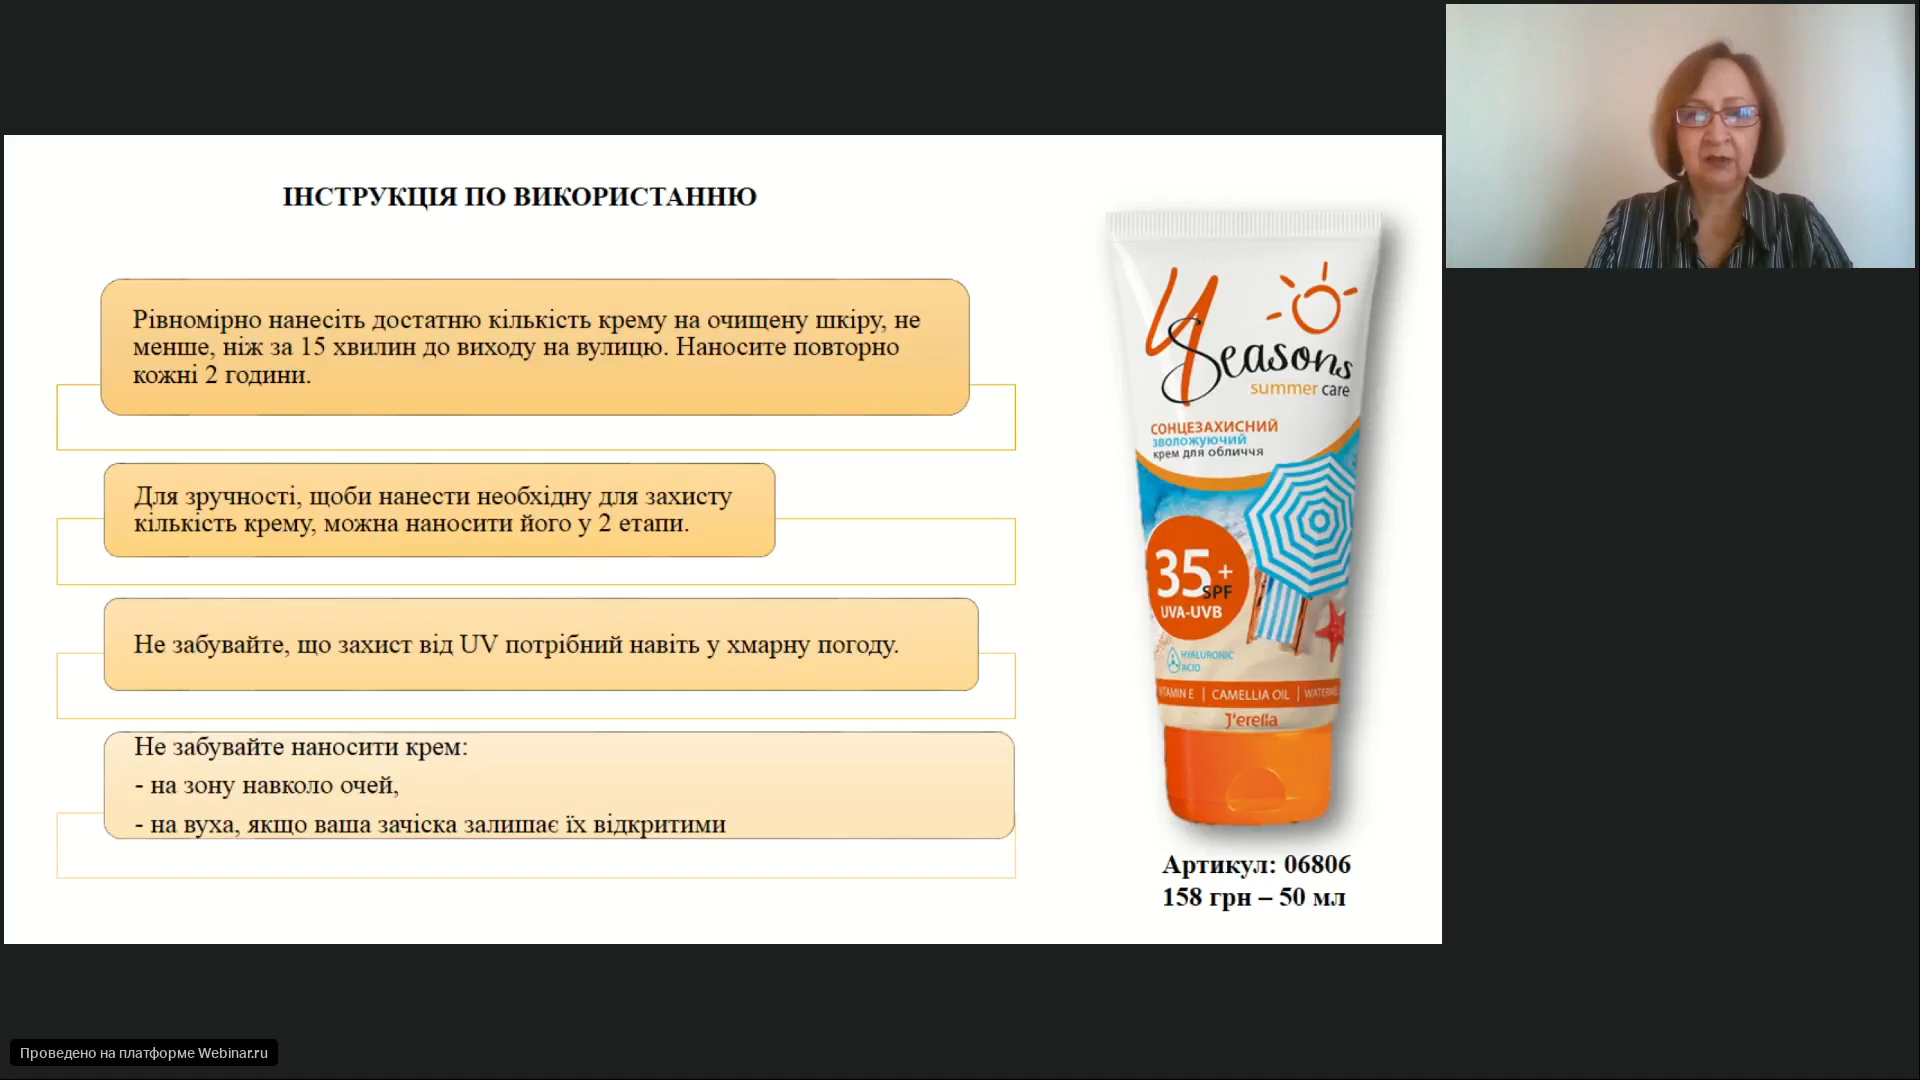 ІНСТРУКЦІЯ ПО ВИКОРИСТАННЮ
Рівномірно нанесіть достатню кількість крему на очищену шкіру, не
менше, ніж за 15 хвилин до виходу на вулицю. Наносите повторно
кожні 2 години.
Для зручності, щоби нанести необхідну для захисту
кількість крему, можна наносити його у 2 етапи.
Не забувайте, що захист від UV потрібний навіть у хмарну погоду.
Не забувайте наносити крем:
- на зону навколо очей,
- на вуха, якщо ваша зачіска залишає їх відкритими
4 Seasons
summer care
СОНЦЕЗАХИСНИЙ
зволожуючий
крем для обличчя
35+
SPF
UVA-UVB
HYALURONIC
ACID
CAMELLIA OIL
J'erelia
Артикул: 06806
158 грн – 50 мл
Проведено на платформе Webinar.ru